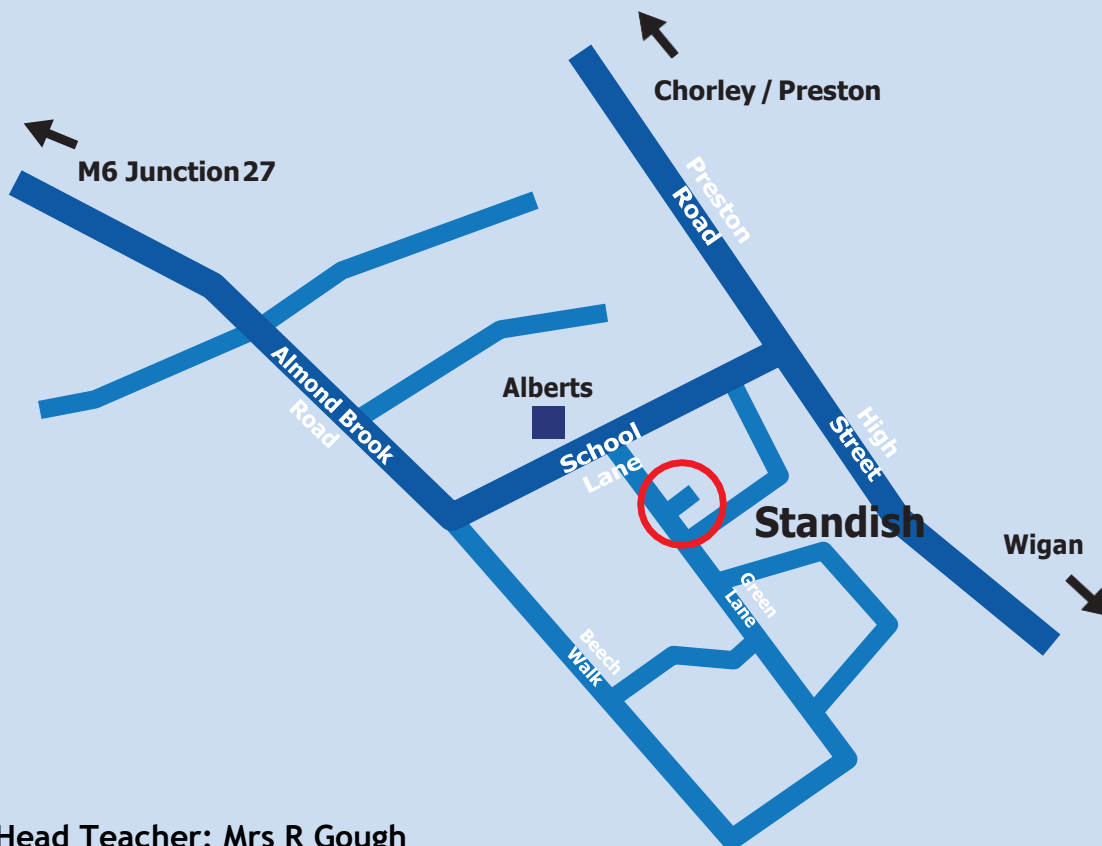 Chorley / Preston
M6 Junction 27
Preston
Road
Almond Brook
Road
Alberts
School
Lane
High
Street
Standish
Wigan
Green
Lane
Beech
Walk
Head Teacher: Mrs R Gough